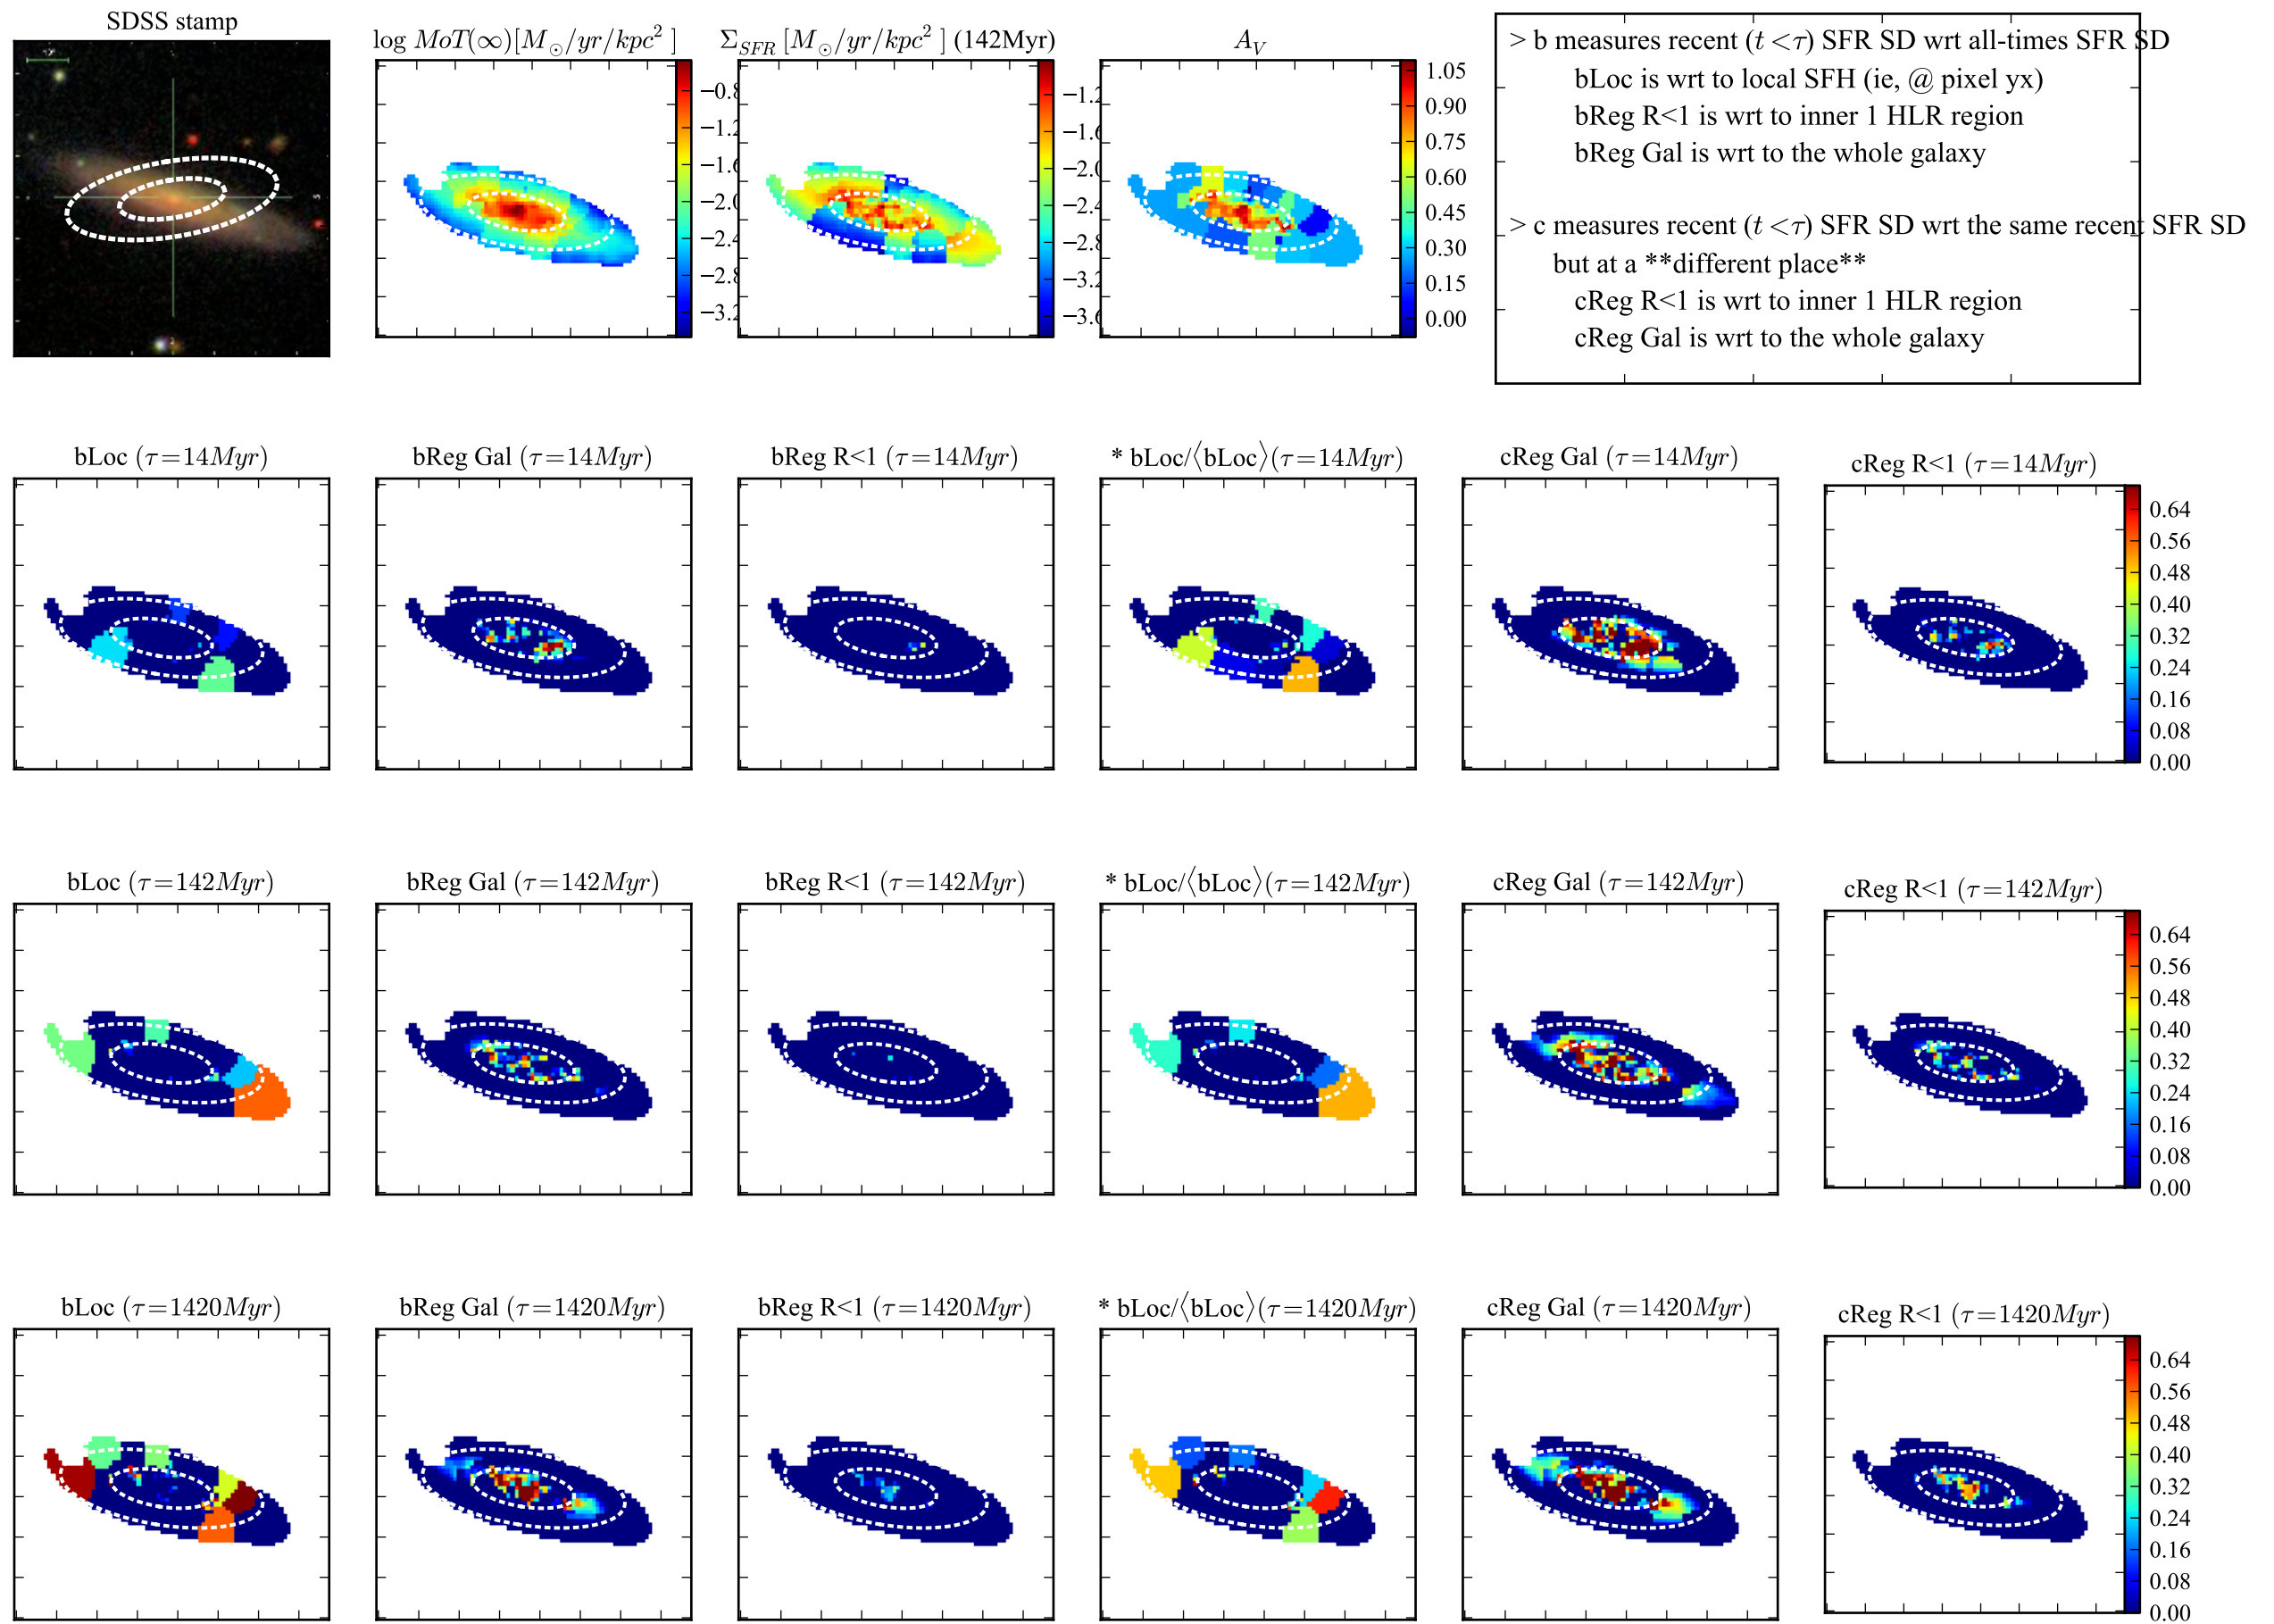 SDSS stamp
log MoT(∞)[M⊙/yr/kpc² ]
Σ_SFR [M⊙/yr/kpc² ] (142Myr)
A_V
−0.8
−1.2
−1.6
−2.0
−2.4
−2.8
−3.2
−1.2
−1.6
−2.0
−2.4
−2.8
−3.2
−3.6
1.05
0.90
0.75
0.60
0.45
0.30
0.15
0.00
> b measures recent (t <τ) SFR SD wrt all-times SFR SD
bLoc is wrt to local SFH (ie, @ pixel yx)
bReg R<1 is wrt to inner 1 HLR region
bReg Gal is wrt to the whole galaxy
> c measures recent (t <τ) SFR SD wrt the same recent SFR SD
but at a **different place**
cReg R<1 is wrt to inner 1 HLR region
cReg Gal is wrt to the whole galaxy
bLoc (τ=14Myr)
bReg Gal (τ=14Myr)
bReg R<1 (τ=14Myr)
* bLoc/⟨bLoc⟩(τ=14Myr)
cReg Gal (τ=14Myr)
cReg R<1 (τ=14Myr)
0.64
0.56
0.48
0.40
0.32
0.24
0.16
0.08
0.00
bLoc (τ=142Myr)
bReg Gal (τ=142Myr)
bReg R<1 (τ=142Myr)
* bLoc/⟨bLoc⟩(τ=142Myr)
cReg Gal (τ=142Myr)
cReg R<1 (τ=142Myr)
0.64
0.56
0.48
0.40
0.32
0.24
0.16
0.08
0.00
bLoc (τ=1420Myr)
bReg Gal (τ=1420Myr)
bReg R<1 (τ=1420Myr)
* bLoc/⟨bLoc⟩(τ=1420Myr)
cReg Gal (τ=1420Myr)
cReg R<1 (τ=1420Myr)
0.64
0.56
0.48
0.40
0.32
0.24
0.16
0.08
0.00